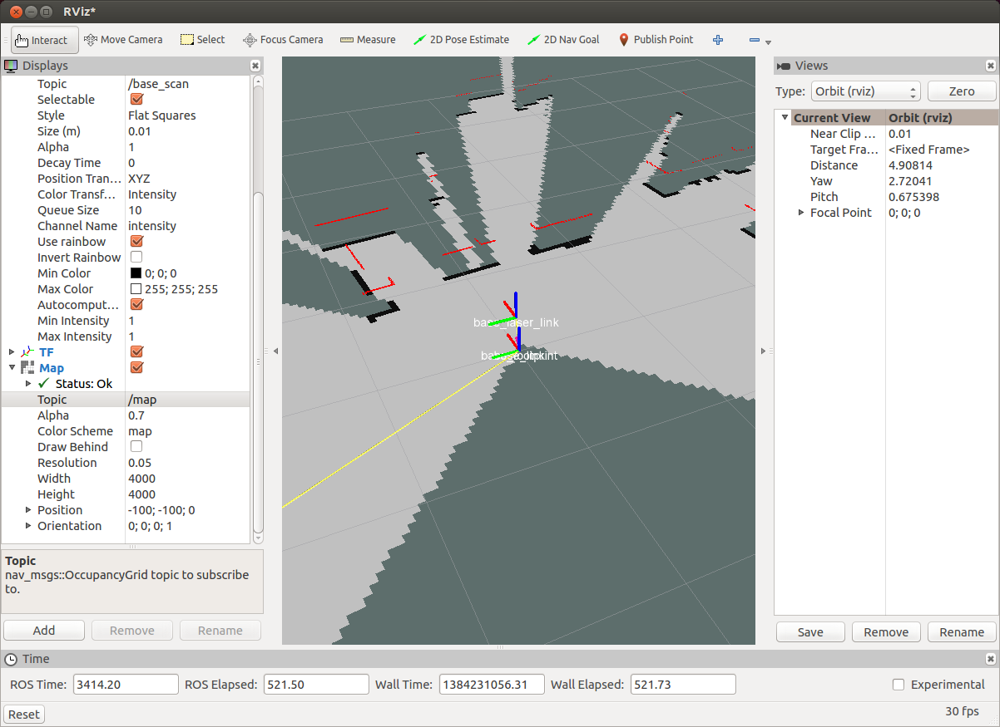 RViz*
Interact Move Camera Select Focus Camera Measure 2D Pose Estimate 2D Nav Goal Publish Point
Displays
Topic /base_scan
Selectable
Style Flat Squares
Size (m) 0.01
Alpha 1
Decay Time 0
Position Tran... XYZ
Color Transf... Intensity
Queue Size 10
Channel Name intensity
Use rainbow
Invert Rainbow
Min Color 0; 0; 0
Max Color 255; 255; 255
Autocomput...
Min Intensity 1
Max Intensity 1
TF
Map
Status: Ok
Topic /map
Alpha 0.7
Color Scheme map
Draw Behind
Resolution 0.05
Width 4000
Height 4000
Position -100; -100; 0
Orientation 0; 0; 0; 1
Topic
nav_msgs::OccupancyGrid topic to subscribe
to.
Add Remove Rename
base_laser_link
Views
Type: Orbit (rviz) Zero
Current View Orbit (rviz)
Near Clip ... 0.01
Target Fra... <Fixed Frame>
Distance 4.90814
Yaw 2.72041
Pitch 0.675398
Focal Point 0; 0; 0
Save Remove Rename
Time
ROS Time: 3414.20 ROS Elapsed: 521.50 Wall Time: 1384231056.31 Wall Elapsed: 521.73 Experimental
Reset 30 fps